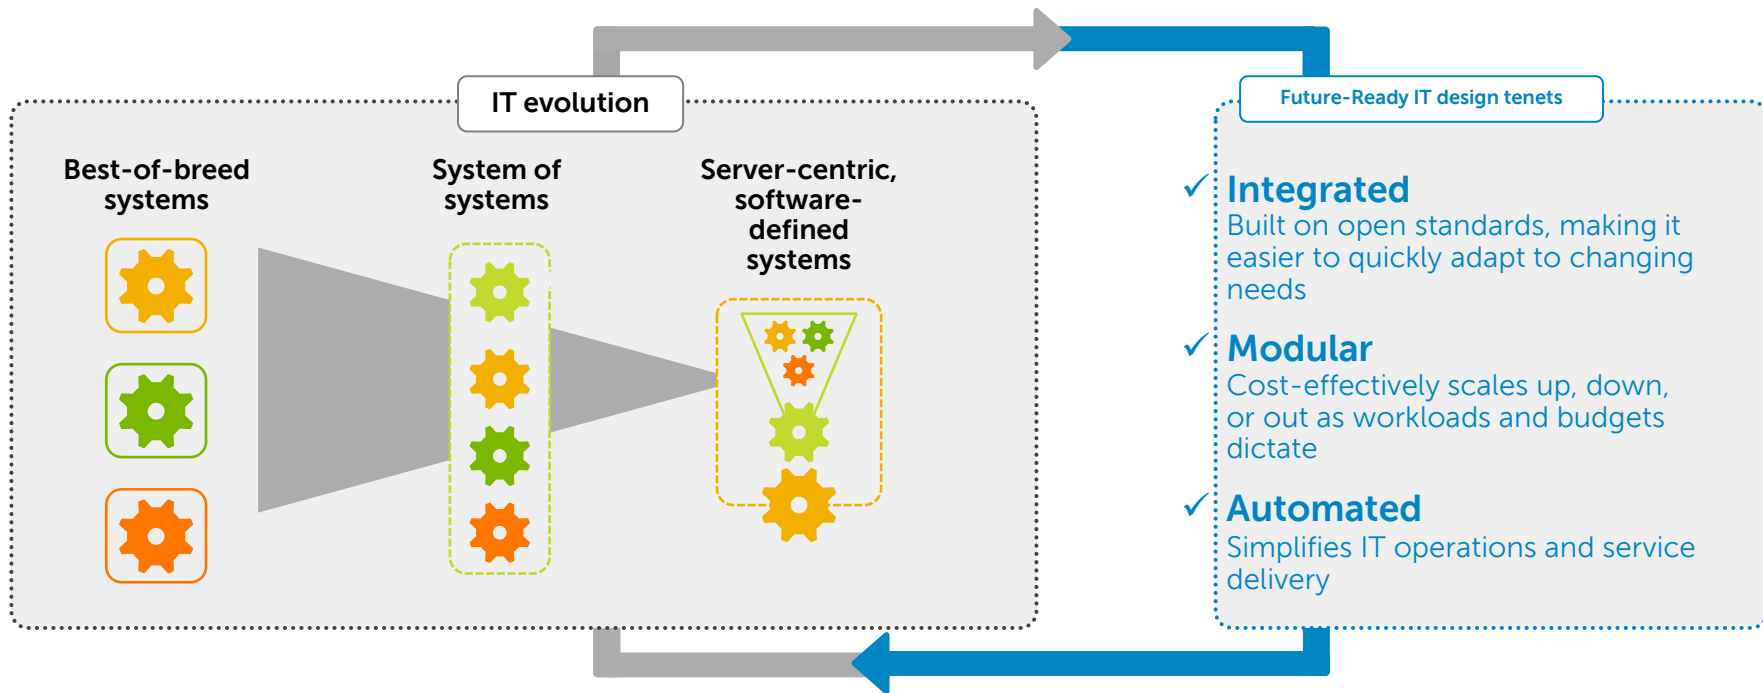 IT evolution
Best-of-breed
systems
System of
systems
Server-centric,
software-
defined
systems
Future-Ready IT design tenets
✓ Integrated
Built on open standards, making it
easier to quickly adapt to changing
needs
✓ Modular
Cost-effectively scales up, down,
or out as workloads and budgets
dictate
✓ Automated
Simplifies IT operations and service
delivery